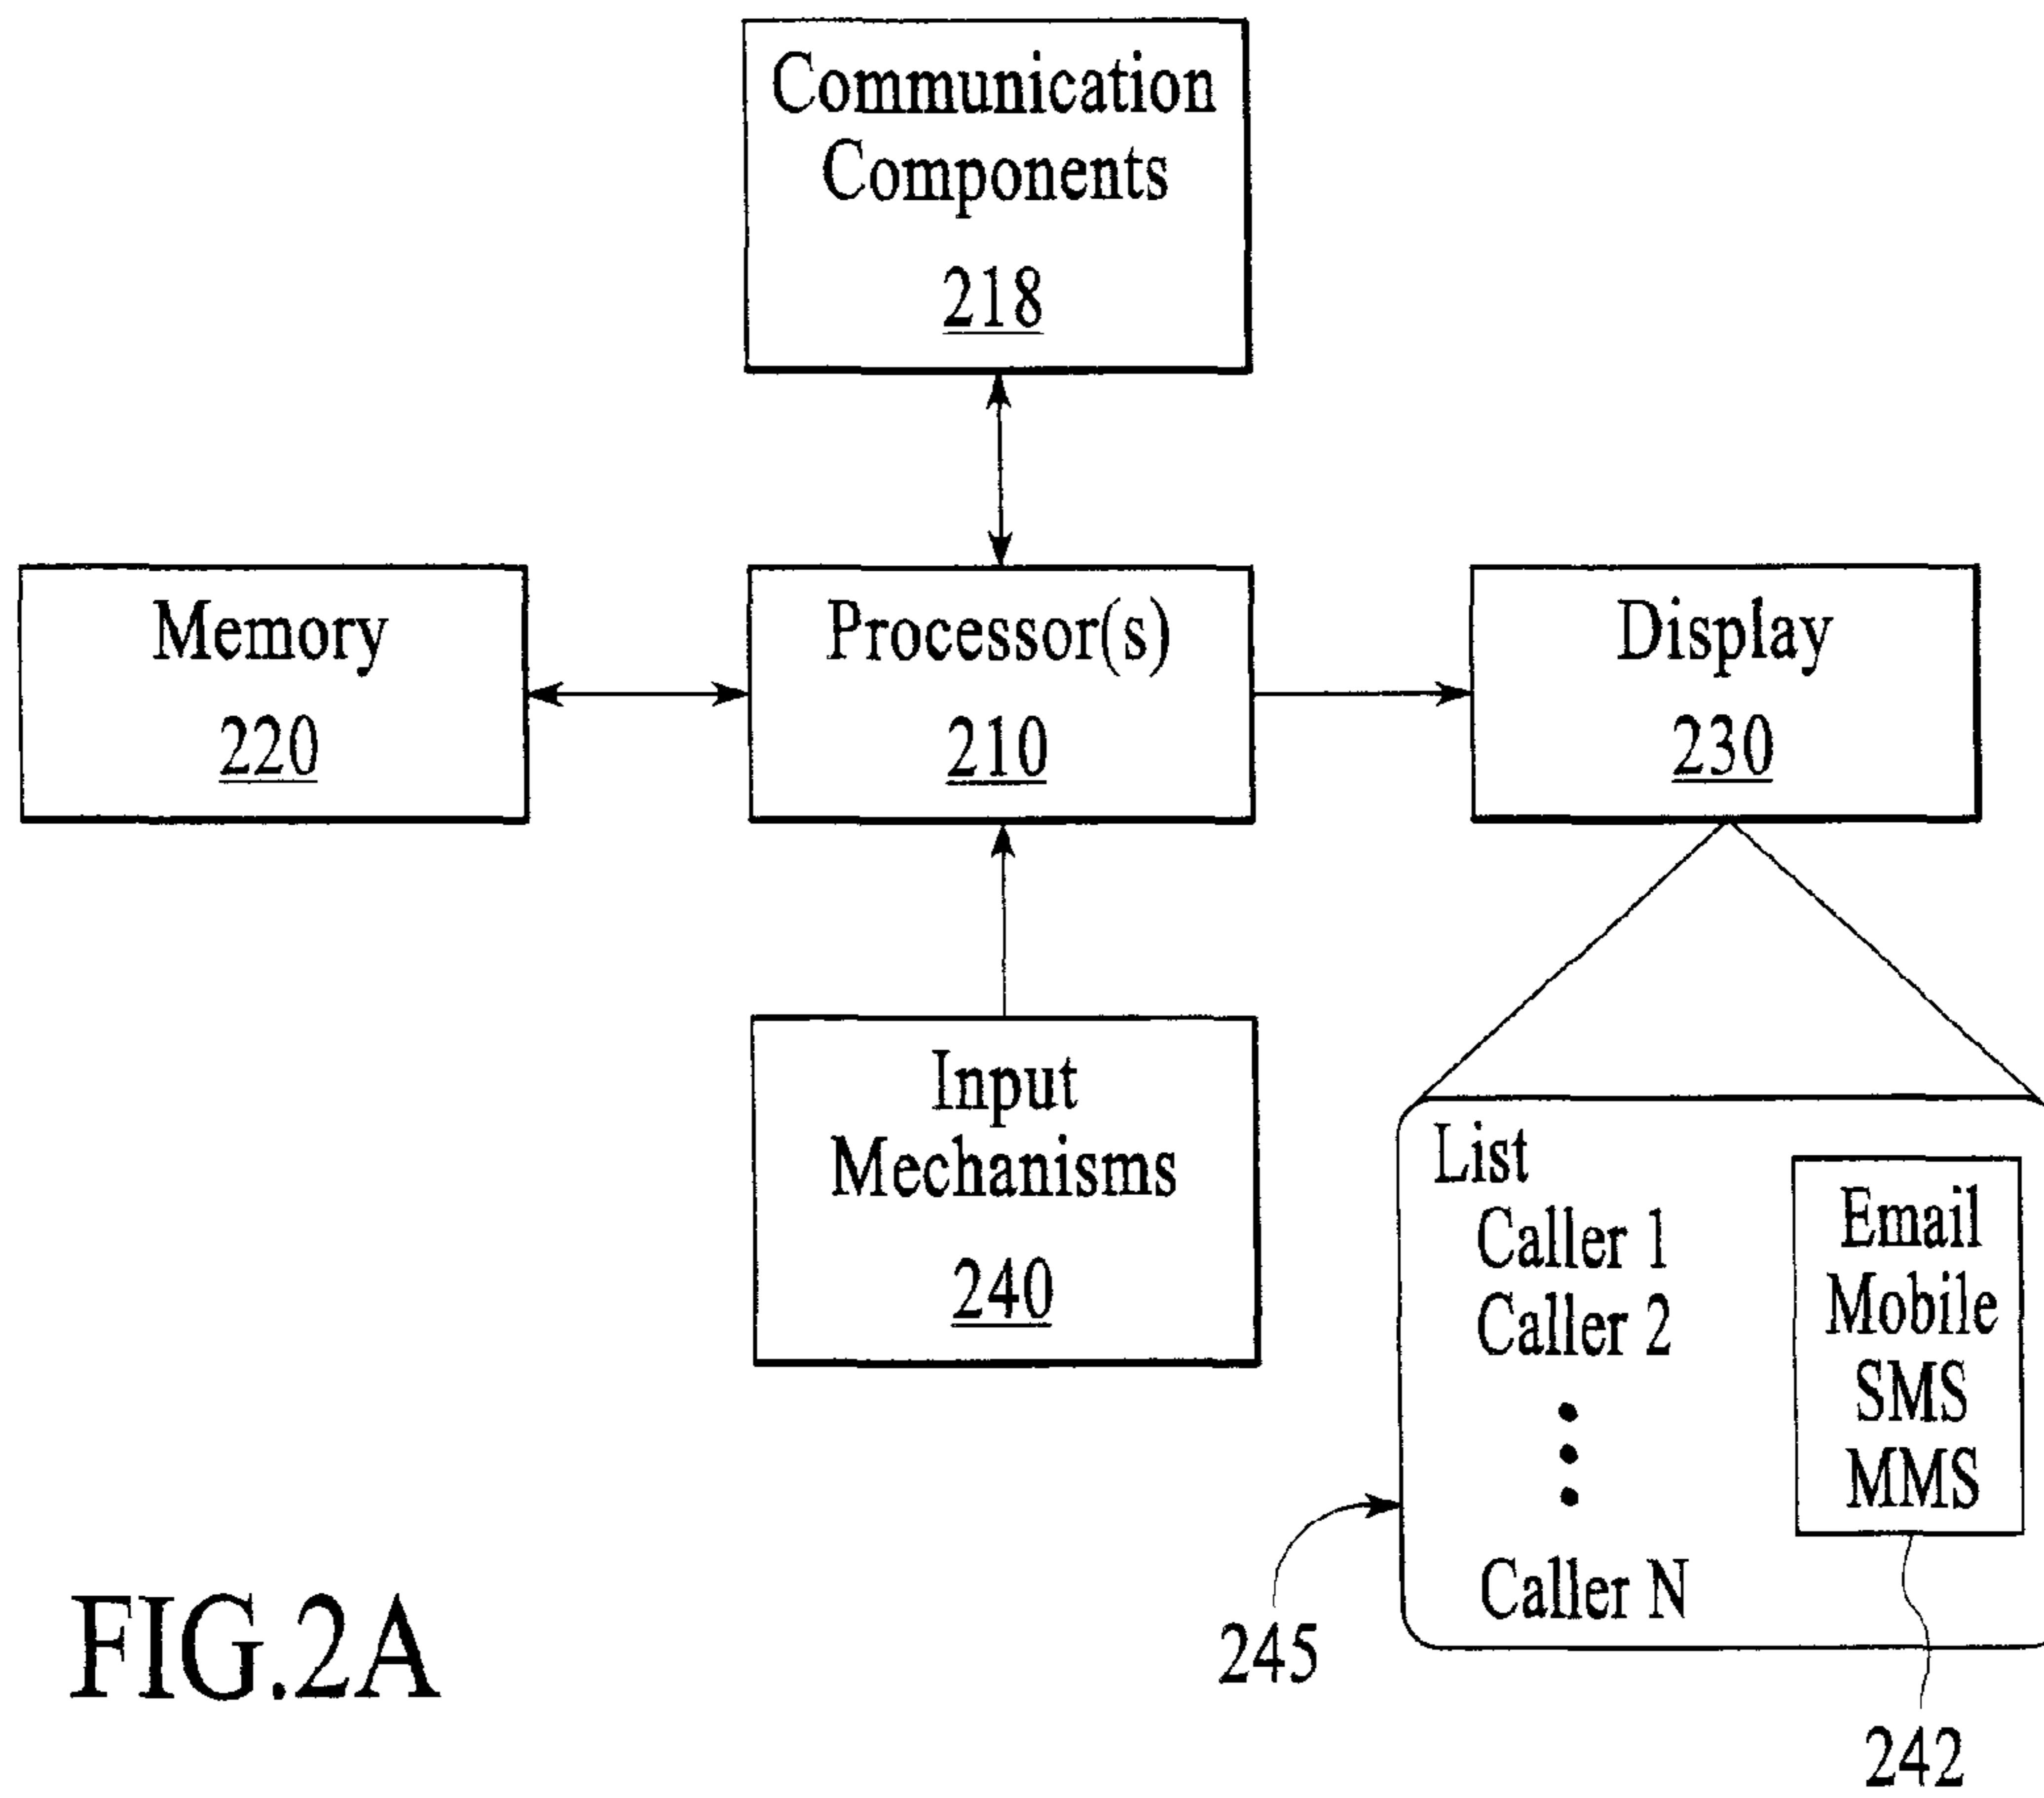 Communication
Components
218
Memory
220
Processor(s)
210
Display
230
Input
Mechanisms
240
List
Caller 1
Caller 2
Caller N
Email
Mobile
SMS
MMS
245
242
FIG.2A